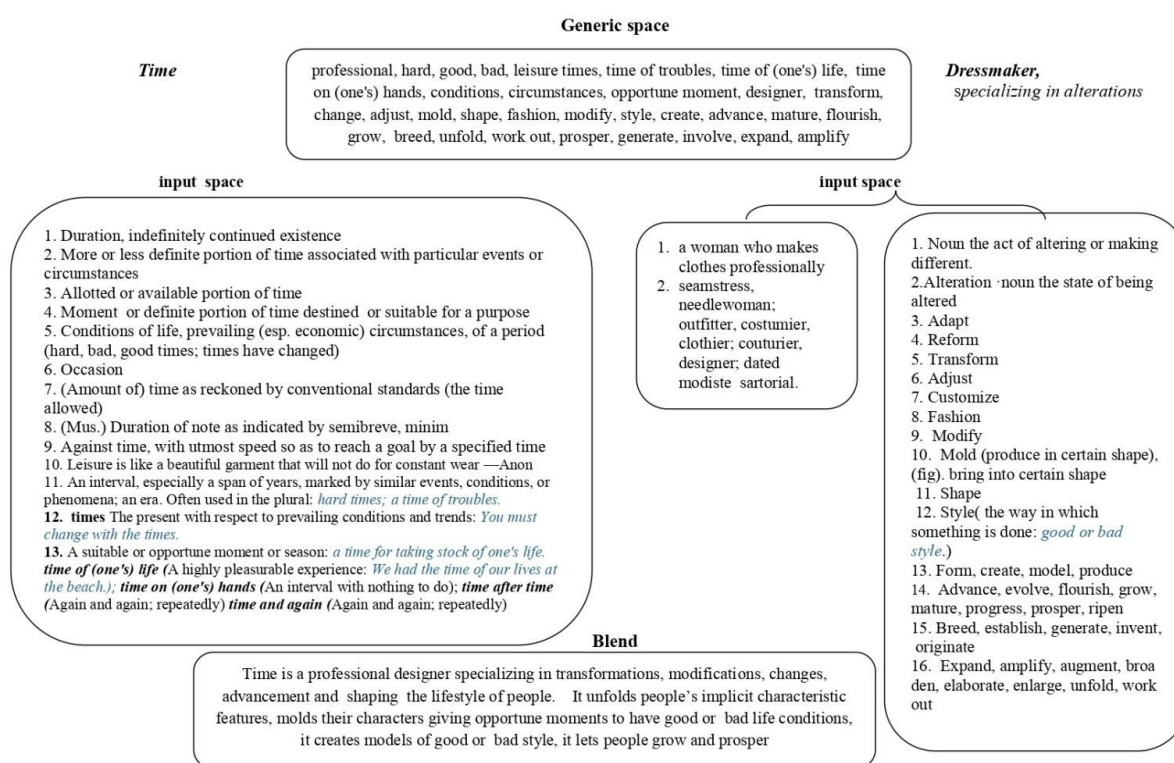 Generic space
Time
professional, hard, good, bad, leisure times, time of troubles, time of (one's) life, time
on (one's) hands, conditions, circumstances, opportune moment, designer, transform,
change, adjust, mold, shape, fashion, modify, style, create, advance, mature, flourish,
grow, breed, unfold, work out, prosper, generate, involve, expand, amplify
Dressmaker,
specializing in alterations
input space
1. Duration, indefinitely continued existence
2. More or less definite portion of time associated with particular events or
circumstances
3. Allotted or available portion of time
4. Moment or definite portion of time destined or suitable for a purpose
5. Conditions of life, prevailing (esp. economic) circumstances, of a period
(hard, bad, good times; times have changed)
6. Occasion
7. (Amount of) time as reckoned by conventional standards (the time
allowed)
8. (Mus.) Duration of note as indicated by semibreve, minim
9. Against time, with utmost speed so as to reach a goal by a specified time
10. Leisure is like a beautiful garment that will not do for constant wear —Anon
11. An interval, especially a span of years, marked by similar events, conditions, or
phenomena; an era. Often used in the plural: hard times; a time of troubles.
12. times The present with respect to prevailing conditions and trends: You must
change with the times.
13. A suitable or opportune moment or season: a time for taking stock of one's life.
time of (one's) life (A highly pleasurable experience: We had the time of our lives at
the beach.); time on (one's) hands (An interval with nothing to do); time after time
(Again and again; repeatedly) time and again (Again and again; repeatedly)
input space
1. a woman who makes
clothes professionally
2. seamstress,
needlewoman;
outfitter, costumier,
clothier; couturier,
designer; dated
modiste sartorial.
1. Noun the act of altering or making
different.
2.Alteration ·noun the state of being
altered
3. Adapt
4. Reform
5. Transform
6. Adjust
7. Customize
8. Fashion
9. Modify
10. Mold (produce in certain shape),
(fig). bring into certain shape
11. Shape
12. Style( the way in which
something is done: good or bad
style.)
13. Form, create, model, produce
14. Advance, evolve, flourish, grow,
mature, progress, prosper, ripen
15. Breed, establish, generate, invent,
originate
16. Expand, amplify, augment, broa
den, elaborate, enlarge, unfold, work
out
Blend
Time is a professional designer specializing in transformations, modifications, changes,
advancement and shaping the lifestyle of people. It unfolds people's implicit characteristic
features, molds their characters giving opportune moments to have good or bad life conditions,
it creates models of good or bad style, it lets people grow and prosper